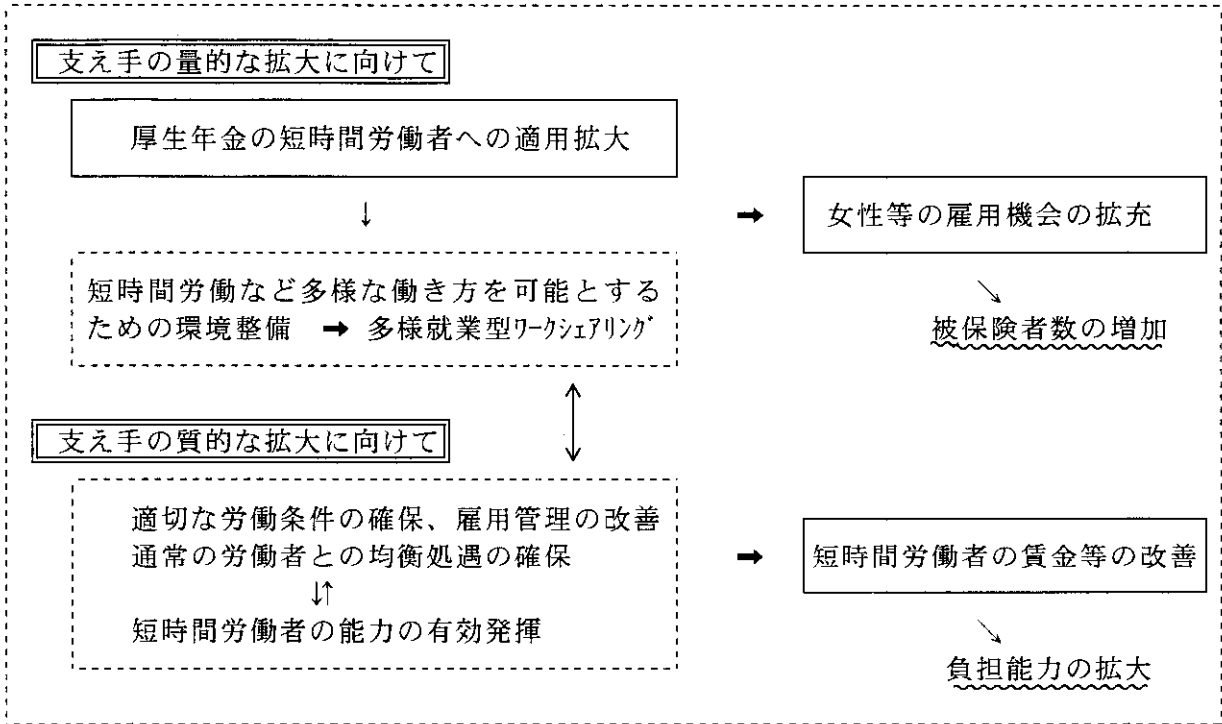 支え手の量的な拡大に向けて
厚生年金の短時間労働者への適用拡大
↓
➡ 女性等の雇用機会の拡充
短時間労働など多様な働き方を可能とする
ための環境整備 ➡ 多様就業型ワークシェアリング
↘
被保険者数の増加
↕
支え手の質的な拡大に向けて
適切な労働条件の確保、雇用管理の改善
通常の労働者との均衡処遇の確保
↓↑
短時間労働者の能力の有効発揮
➡ 短時間労働者の賃金等の改善
↘
負担能力の拡大